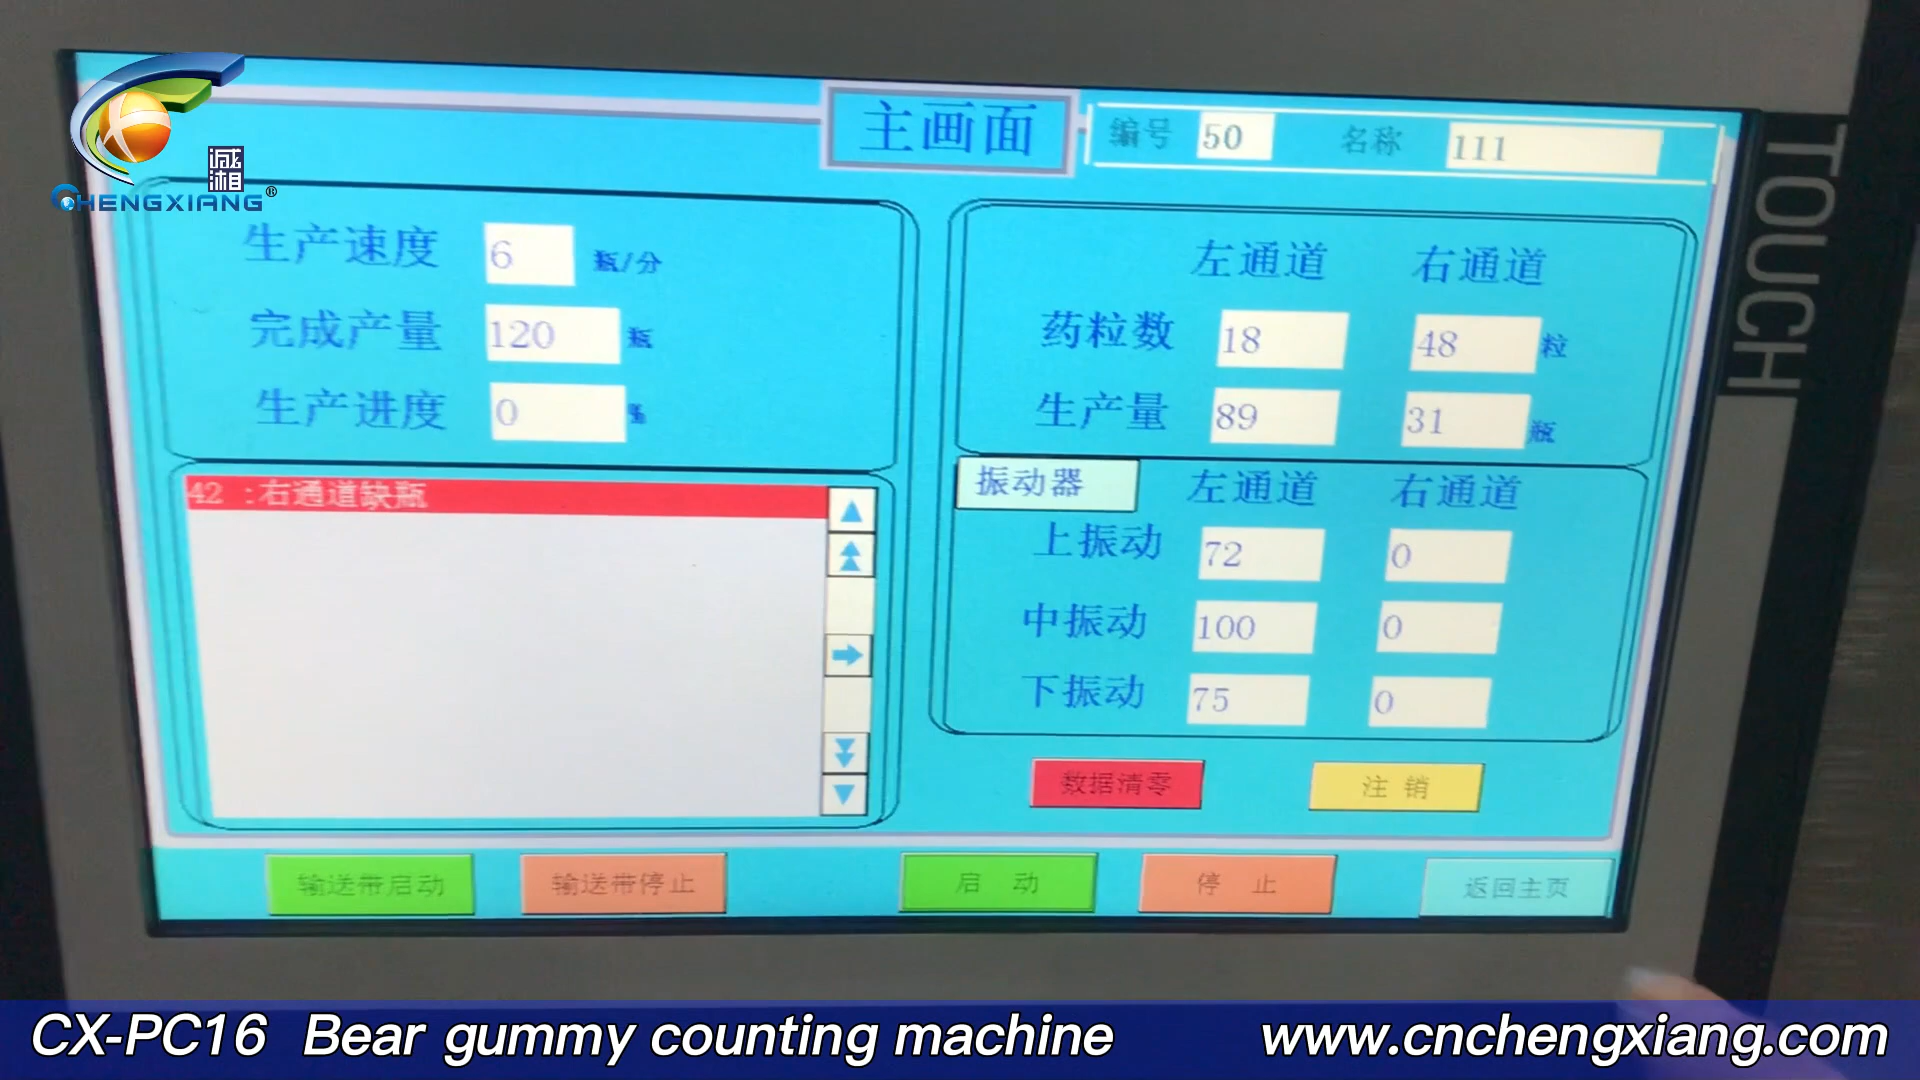 诚湘
CHENGXIANG®
主画面
编号 50 名称 111
TOUCH
生产速度 6 瓶/分
完成产量 120 瓶
生产进度 0 %
左通道 右通道
药粒数 18 48 粒
生产量 89 31 瓶
42 :右通道缺瓶
振动器 左通道 右通道
上振动 72 0
中振动 100 0
下振动 75 0
数据清零 注 销
输送带启动 输送带停止 启 动 停 止 返回主页
CX-PC16 Bear gummy counting machine www.cnchengxiang.com